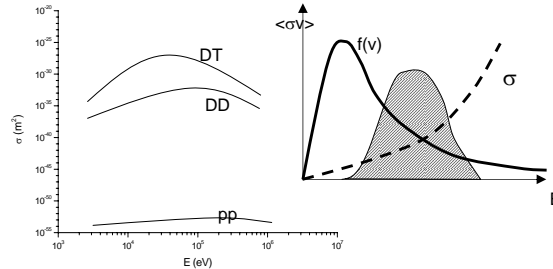 10⁻²⁰
10⁻²⁵
10⁻³⁰
10⁻³⁵
10⁻⁴⁰
10⁻⁴⁵
10⁻⁵⁰
10⁻⁵⁵
σ (m²)
DT
DD
pp
10³
10⁴
10⁵
10⁶
10⁷
E (eV)
<σv>
f(v)
σ
E